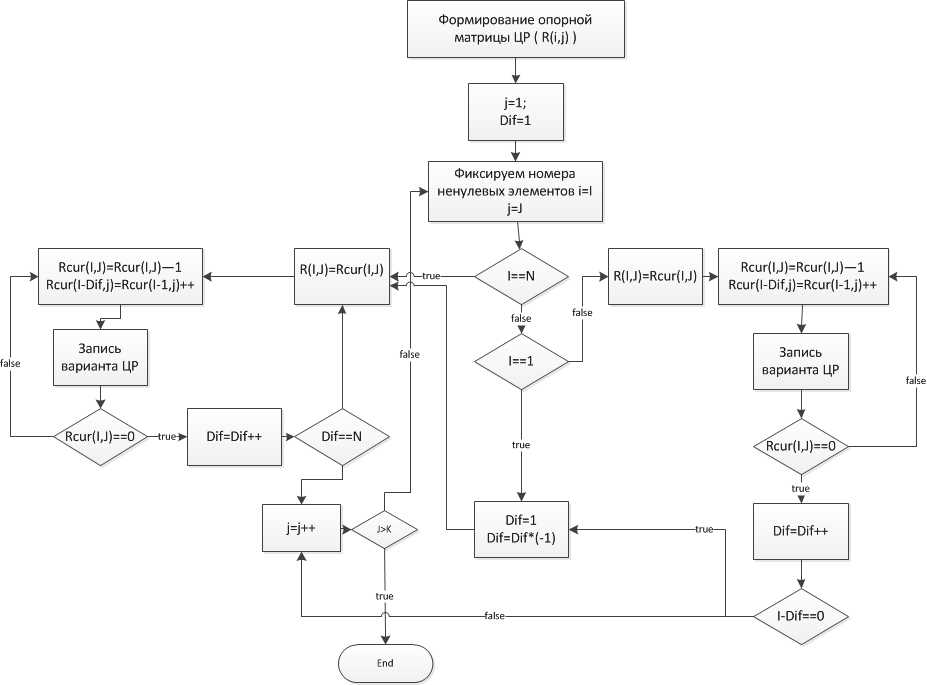 Формирование опорной
матрицы ЦР ( R(i,j) )
j=1;
Dif=1
Фиксируем номера
ненулевых элементов i=I
j=J
I==N
true
false
R(I,J)=Rcur(I,J)
Rcur(I,J)=Rcur(I,J)—1
Rcur(I-Dif,j)=Rcur(I-1,j)++
Запись
варианта ЦР
Rcur(I,J)==0
false
true
Dif=Dif++
Dif==N
j=j++
J>K
false
true
End
I==1
false
true
R(I,J)=Rcur(I,J)
Rcur(I,J)=Rcur(I,J)—1
Rcur(I-Dif,j)=Rcur(I-1,j)++
Запись
варианта ЦР
Rcur(I,J)==0
false
true
Dif=Dif++
I-Dif==0
true
false
Dif=1
Dif=Dif*(-1)